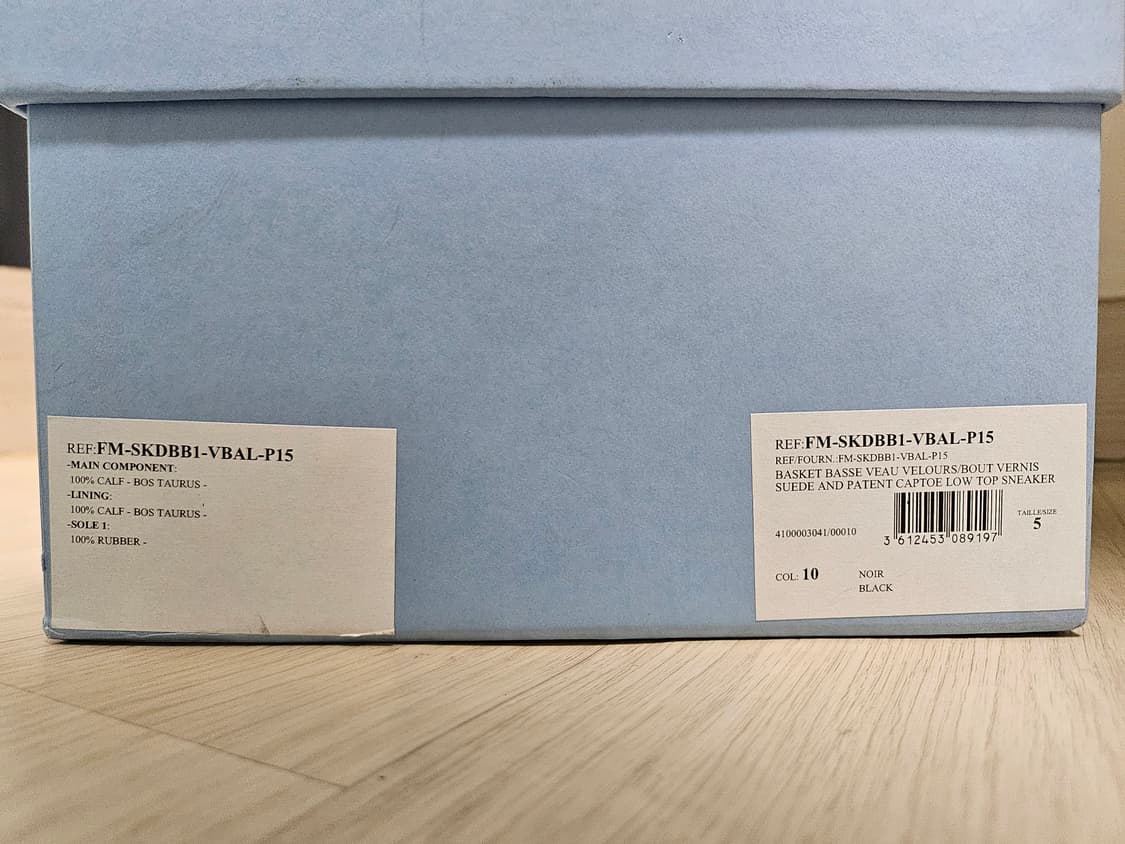 REF:FM-SKDBB1-VBAL-P15
-MAIN COMPONENT:
100% CALF - BOS TAURUS -
-LINING:
100% CALF - BOS TAURUS -
-SOLE 1:
100% RUBBER -
REF:FM-SKDBB1-VBAL-P15
REF/FOURN.:FM-SKDBB1-VBAL-P15
BASKET BASSE VEAU VELOURS/BOUT VERNIS
SUEDE AND PATENT CAPTOE LOW TOP SNEAKER
TAILLE/SIZE
5
4100003041/00010
3 612453 089197
COL: 10 NOIR
BLACK